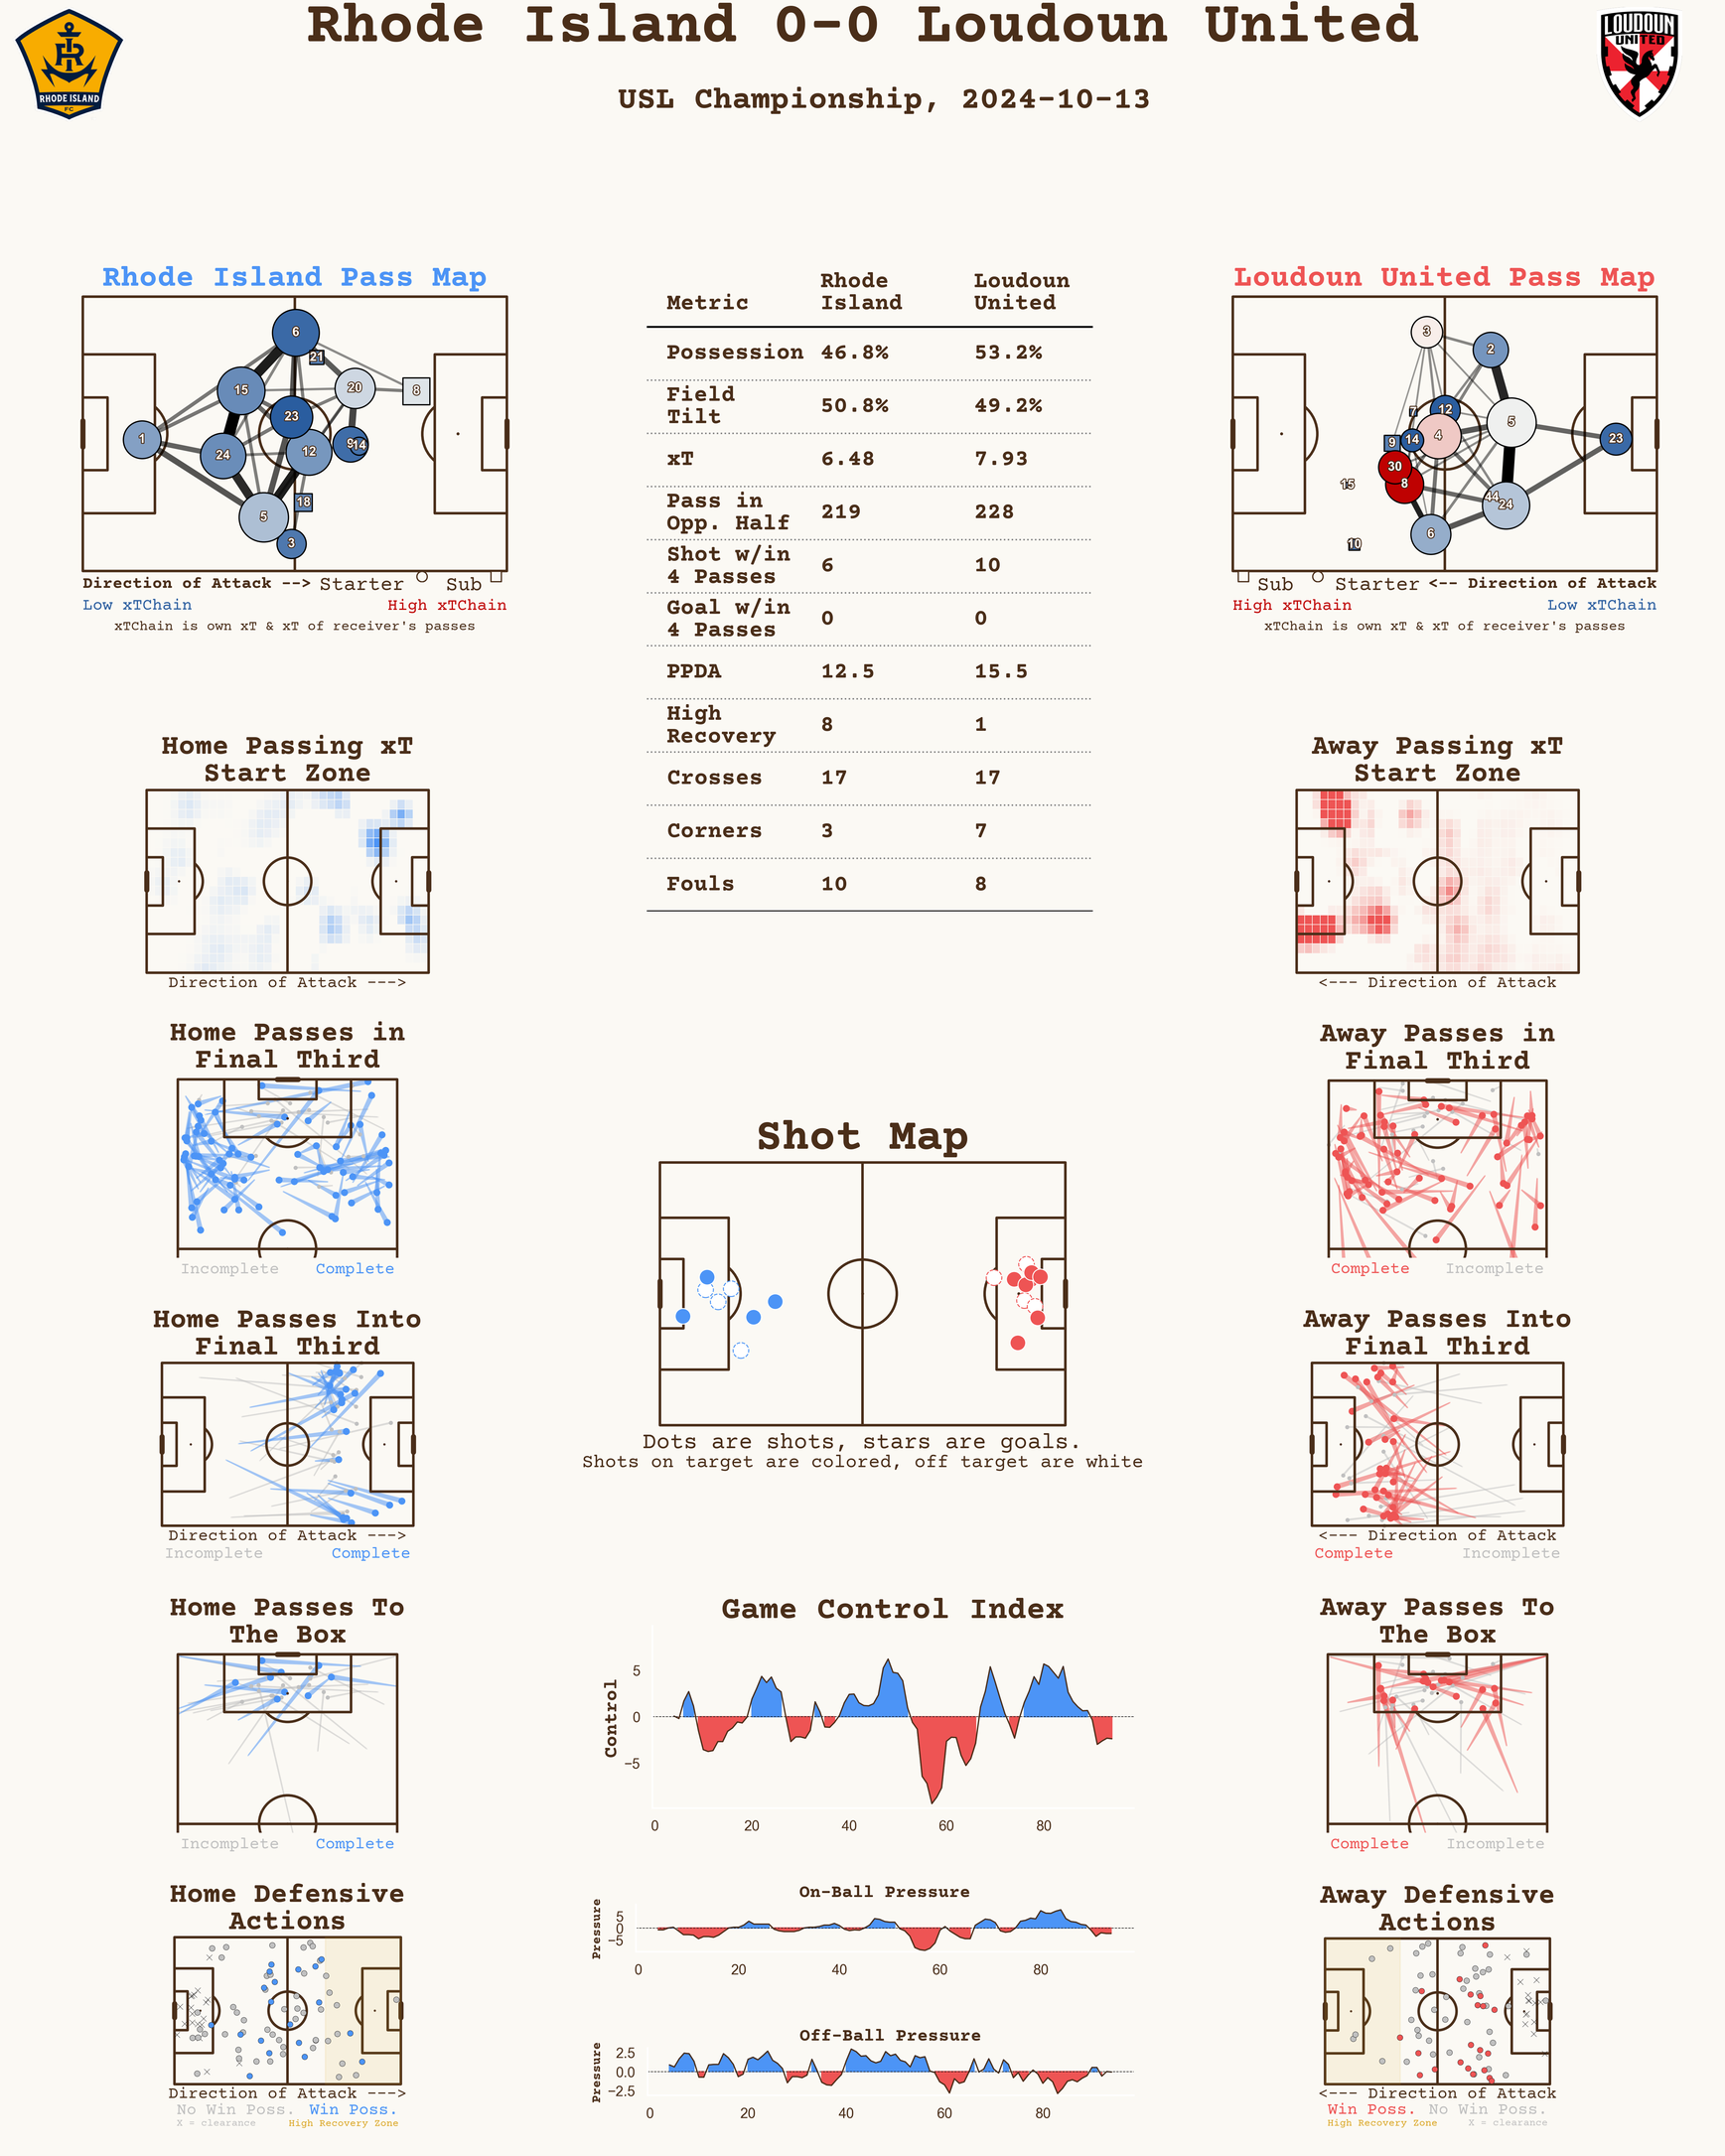 Rhode Island 0-0 Loudoun United
USL Championship, 2024-10-13
RHODE ISLAND
FC
LOUDOUN
UNITED
Rhode Island Pass Map
1
15
24
6
21
20
8
23
12
9
14
18
5
3
Direction of Attack --> Starter Sub
Low xTChain High xTChain
xTChain is own xT & xT of receiver's passes
Metric Rhode Island Loudoun United
Possession 46.8% 53.2%
Field Tilt 50.8% 49.2%
xT 6.48 7.93
Pass in Opp. Half 219 228
Shot w/in 4 Passes 6 10
Goal w/in 4 Passes 0 0
PPDA 12.5 15.5
High Recovery 8 1
Crosses 17 17
Corners 3 7
Fouls 10 8
Loudoun United Pass Map
3
2
7
12
5
9
14
4
23
30
8
15
44
24
6
10
Sub Starter <-- Direction of Attack
High xTChain Low xTChain
xTChain is own xT & xT of receiver's passes
Home Passing xT
Start Zone
Direction of Attack --->
Away Passing xT
Start Zone
<--- Direction of Attack
Home Passes in
Final Third
Incomplete Complete
Away Passes in
Final Third
Complete Incomplete
Shot Map
Dots are shots, stars are goals.
Shots on target are colored, off target are white
Home Passes Into
Final Third
Direction of Attack --->
Incomplete Complete
Away Passes Into
Final Third
<--- Direction of Attack
Complete Incomplete
Home Passes To
The Box
Incomplete Complete
Game Control Index
Control
5
0
−5
0 20 40 60 80
Away Passes To
The Box
Complete Incomplete
Home Defensive
Actions
Direction of Attack --->
No Win Poss. Win Poss.
X = clearance High Recovery Zone
On-Ball Pressure
Pressure
5
0
−5
0 20 40 60 80
Off-Ball Pressure
Pressure
2.5
0.0
−2.5
0 20 40 60 80
Away Defensive
Actions
<--- Direction of Attack
Win Poss. No Win Poss.
High Recovery Zone X = clearance